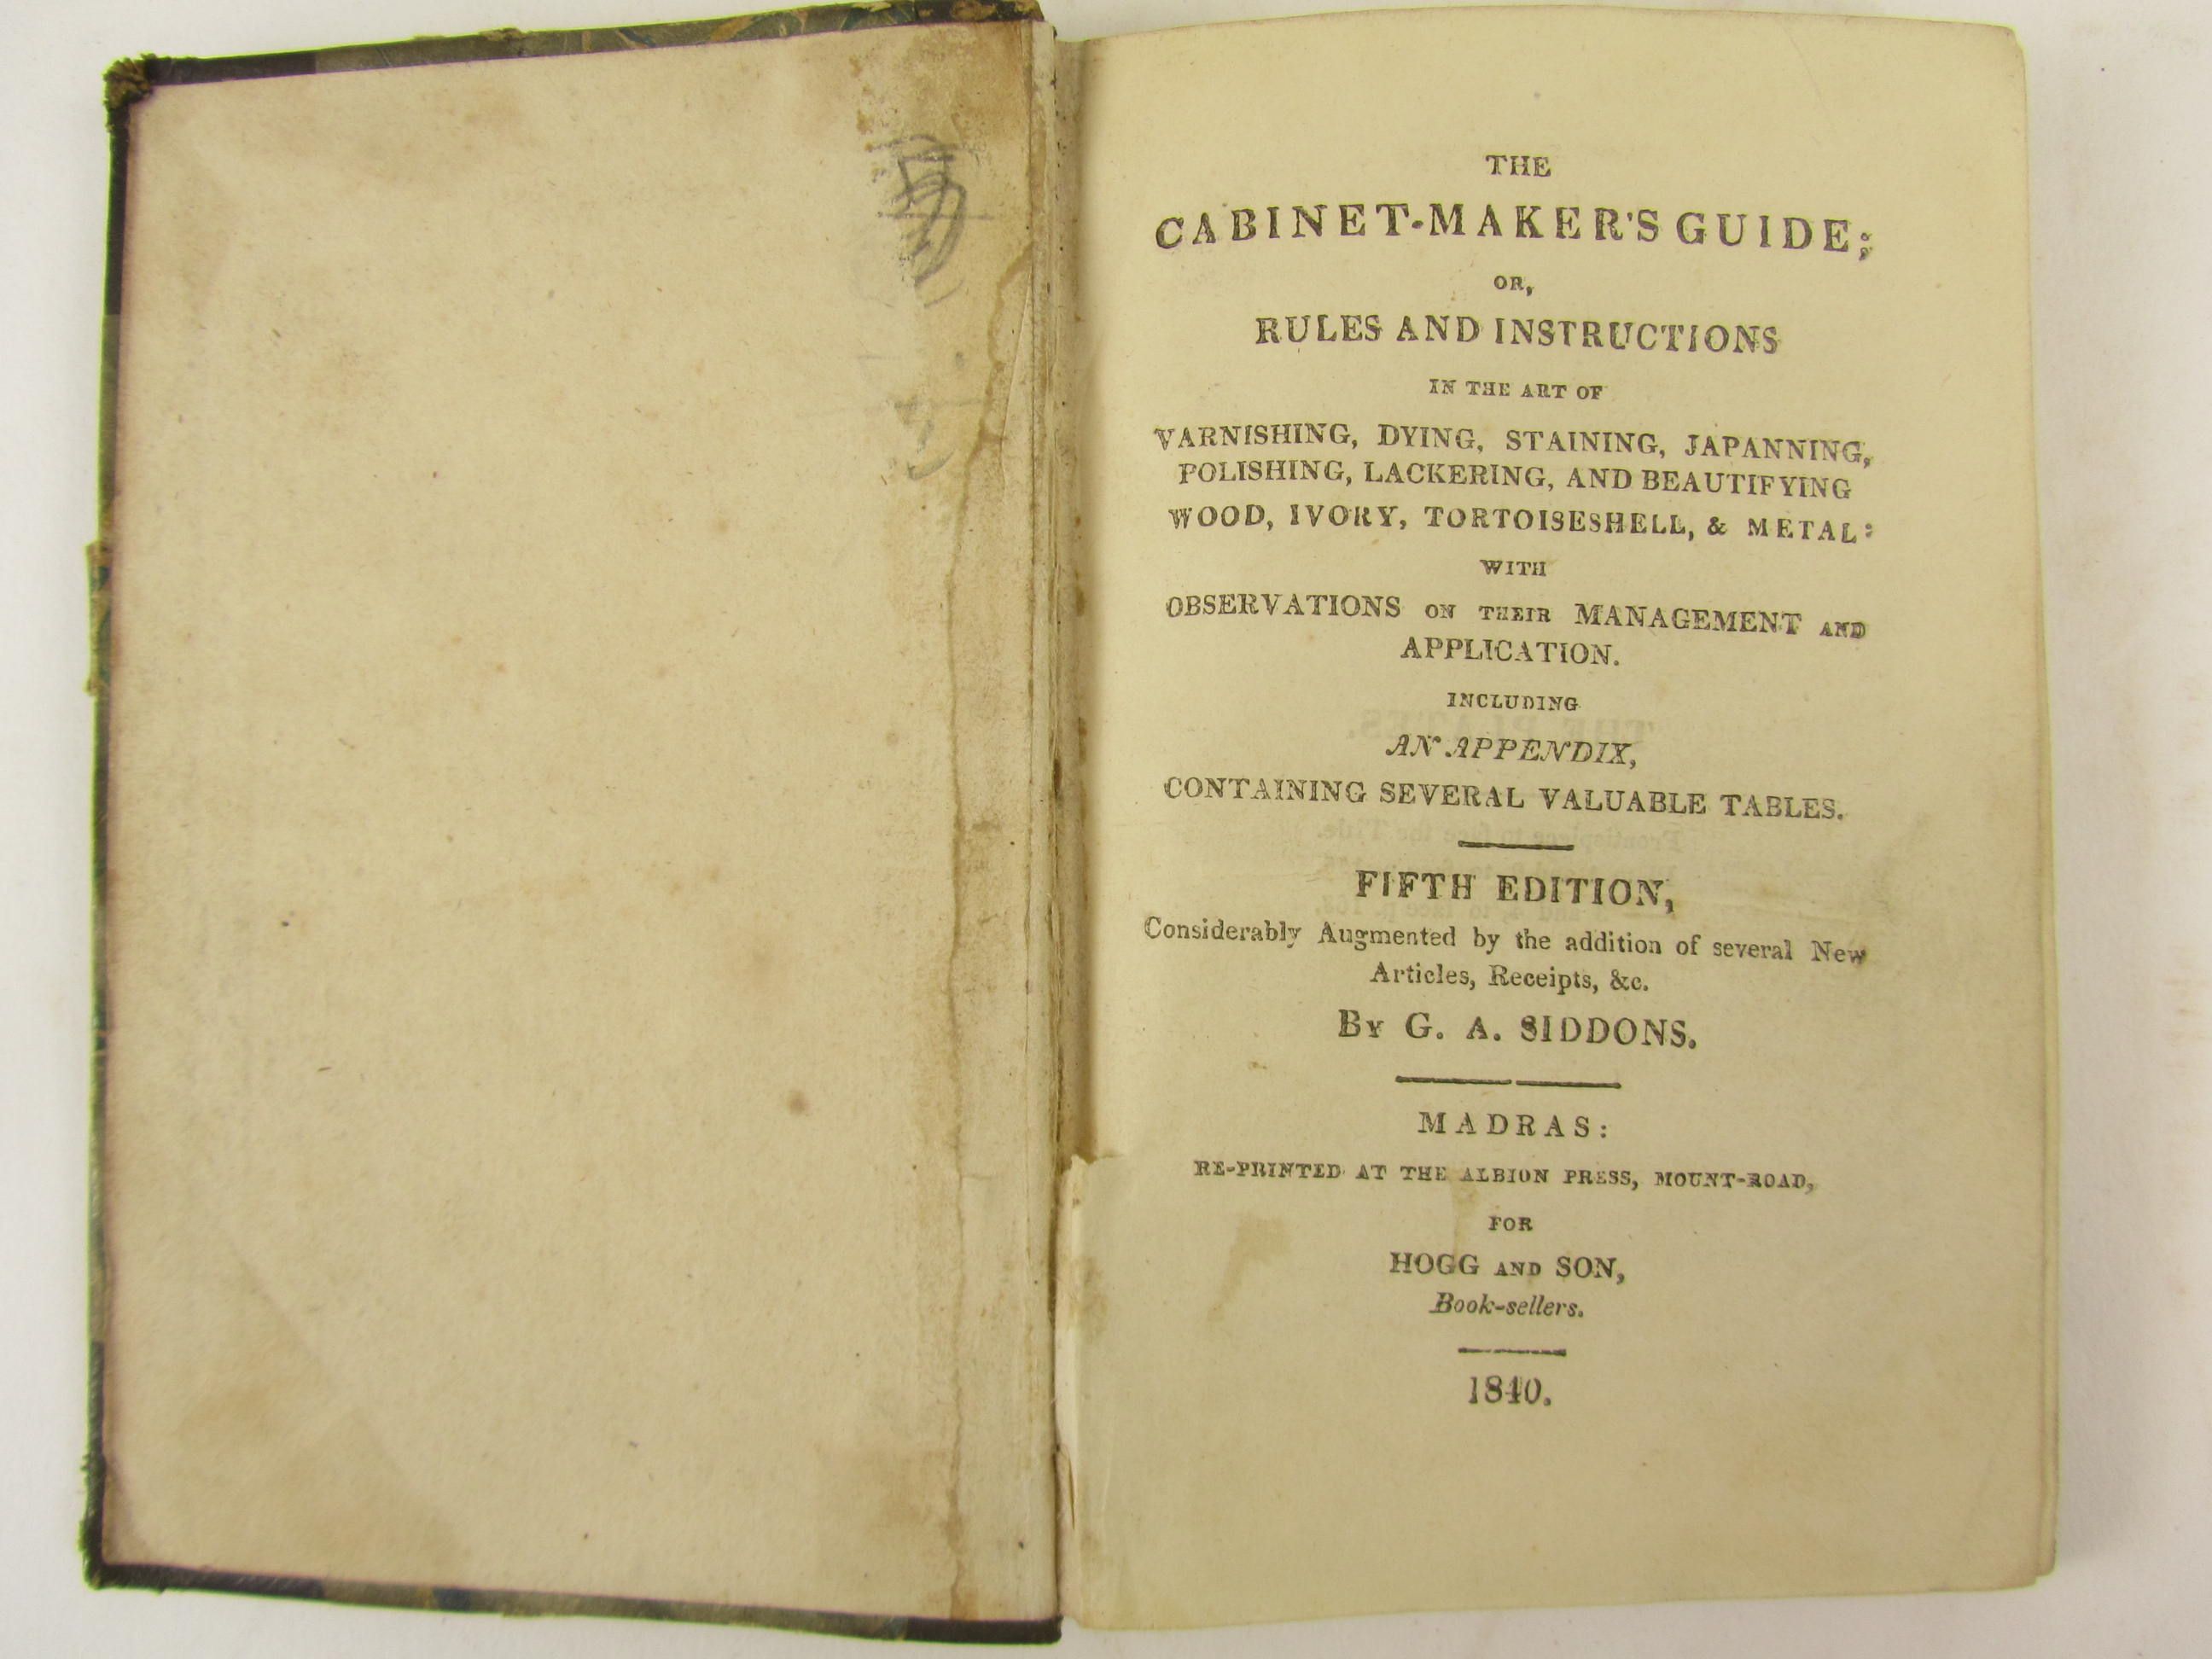 THE
CABINET-MAKER'S GUIDE;
OR,
RULES AND INSTRUCTIONS
IN THE ART OF
VARNISHING, DYING, STAINING, JAPANNING,
POLISHING, LACKERING, AND BEAUTIFYING
WOOD, IVORY, TORTOISESHELL, & METAL:
WITH
OBSERVATIONS ON THEIR MANAGEMENT AND
APPLICATION.
INCLUDING
AN APPENDIX,
CONTAINING SEVERAL VALUABLE TABLES.
FIFTH EDITION,
Considerably Augmented by the addition of several New
Articles, Receipts, &c.
BY G. A. SIDDONS.
MADRAS:
RE-PRINTED AT THE ALBION PRESS, MOUNT-ROAD,
FOR
HOGG AND SON,
Book-sellers.
1840.